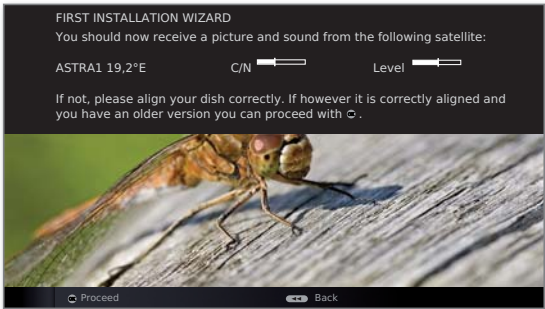 FIRST INSTALLATION WIZARD
You should now receive a picture and sound from the following satellite:
ASTRA1 19,2°E C/N Level
If not, please align your dish correctly. If however it is correctly aligned and
you have an older version you can proceed with .
Proceed Back